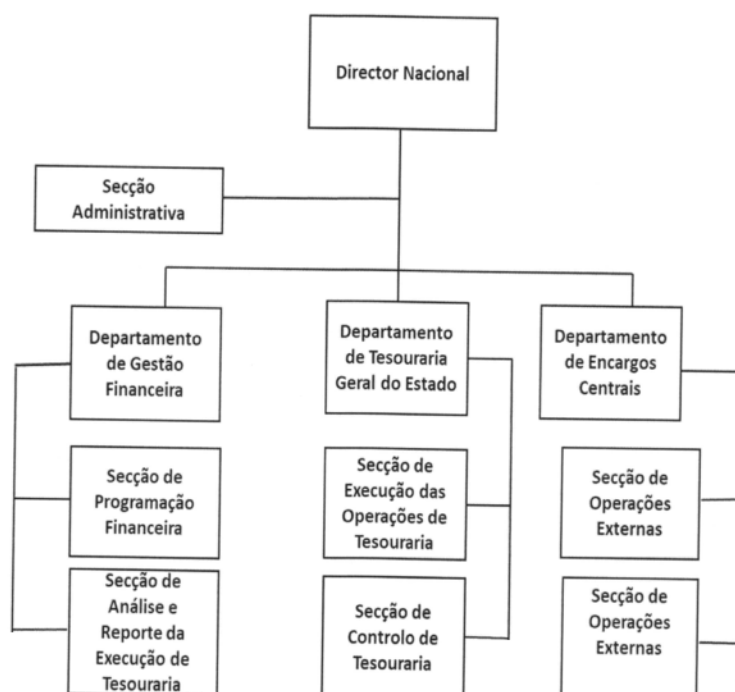 Director Nacional
Secção
Administrativa
Departamento
de Gestão
Financeira
Departamento
de Tesouraria
Geral do Estado
Departamento
de Encargos
Centrais
Secção de
Programação
Financeira
Secção de
Execução das
Operações de
Tesouraria
Secção de
Operações
Externas
Secção de
Análise e
Reporte da
Execução de
Tesouraria
Secção de
Controlo de
Tesouraria
Secção de
Operações
Externas